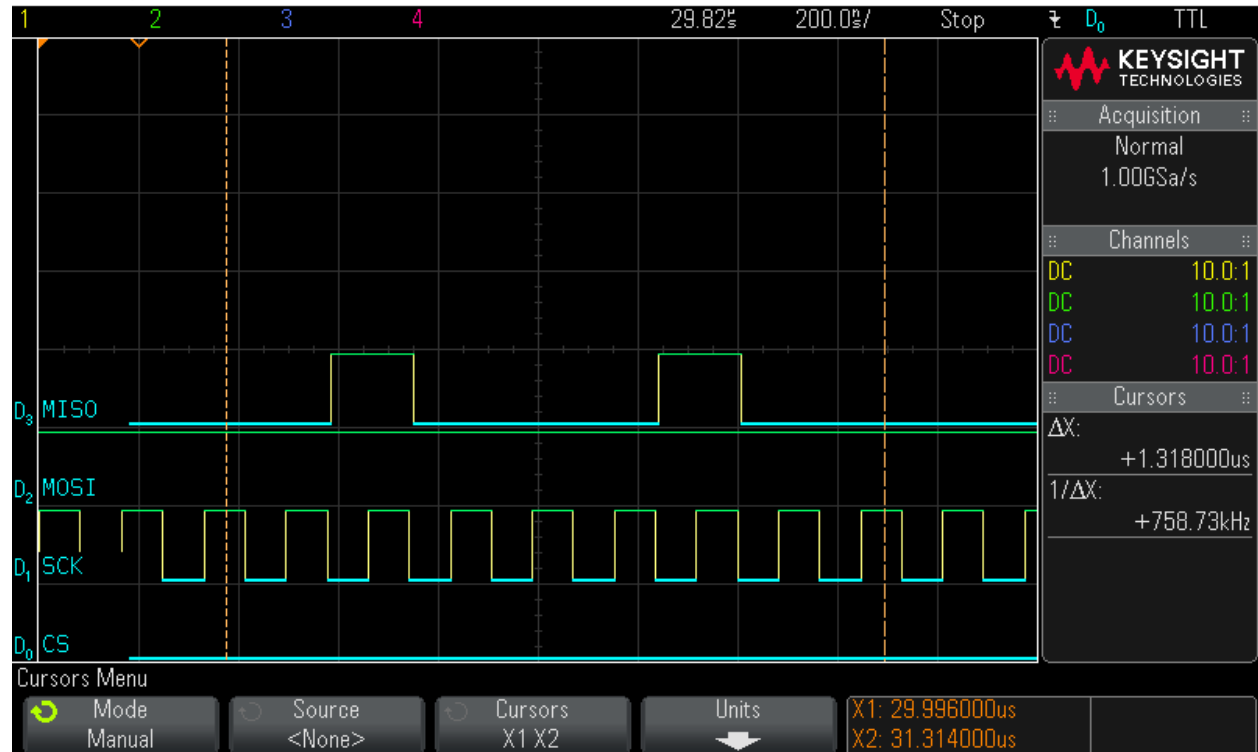 1 2 3 4 29.82us 200.0ns/ Stop D0 TTL
KEYSIGHT
TECHNOLOGIES
Acquisition
Normal
1.00GSa/s
Channels
DC 10.0:1
DC 10.0:1
DC 10.0:1
DC 10.0:1
Cursors
ΔX:
+1.318000us
1/ΔX:
+758.73kHz
D3 MISO
D2 MOSI
D1 SCK
D0 CS
Cursors Menu
Mode
Manual
Source
<None>
Cursors
X1 X2
Units
X1: 29.996000us
X2: 31.314000us